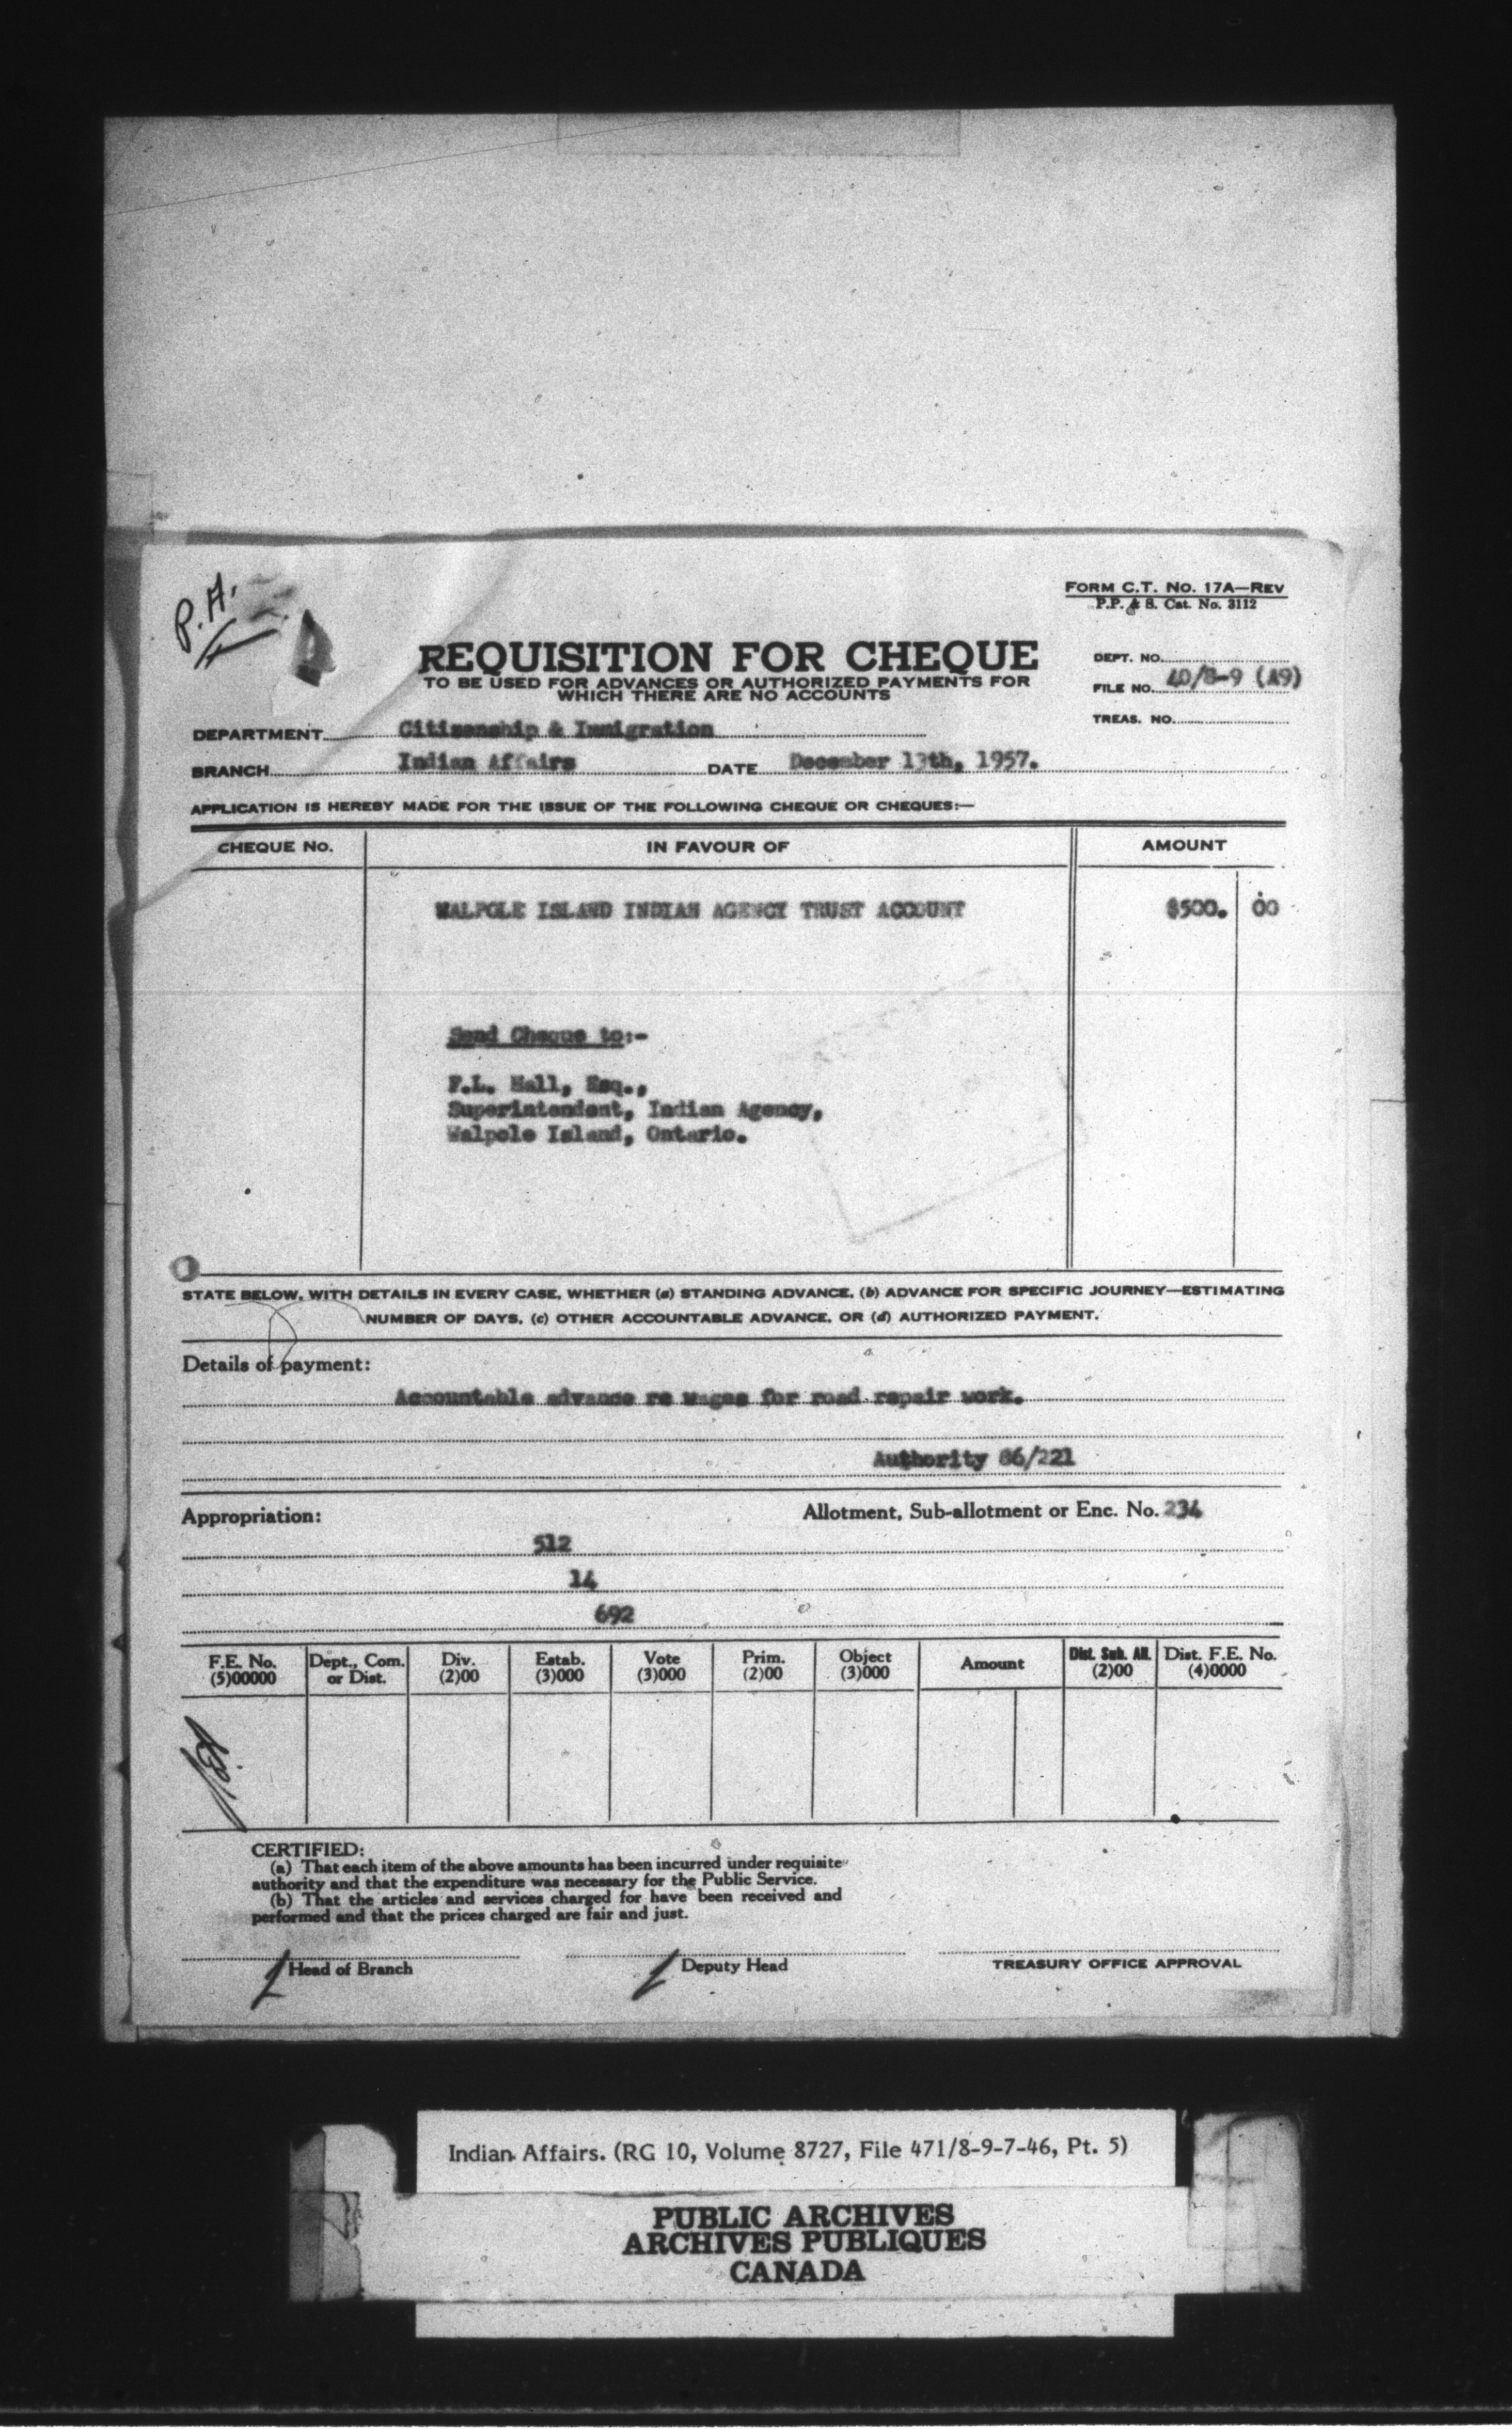 P.A.
FORM C.T. No. 17A—REV
P.P. & S. Cat. No. 3112
REQUISITION FOR CHEQUE
TO BE USED FOR ADVANCES OR AUTHORIZED PAYMENTS FOR
WHICH THERE ARE NO ACCOUNTS
DEPT. NO.
FILE NO. 40/8-9 (A9)
TREAS. NO.
DEPARTMENT Citizenship & Immigration
BRANCH Indian Affairs DATE December 13th, 1957.
APPLICATION IS HEREBY MADE FOR THE ISSUE OF THE FOLLOWING CHEQUE OR CHEQUES:—
CHEQUE No. IN FAVOUR OF AMOUNT
WALPOLE ISLAND INDIAN AGENCY TRUST ACCOUNT $500. 00
Send Cheque to:-
F.L. Hall, Esq.,
Superintendent, Indian Agency,
Walpole Island, Ontario.
STATE BELOW, WITH DETAILS IN EVERY CASE, WHETHER (a) STANDING ADVANCE, (b) ADVANCE FOR SPECIFIC JOURNEY—ESTIMATING
NUMBER OF DAYS, (c) OTHER ACCOUNTABLE ADVANCE, OR (d) AUTHORIZED PAYMENT.
Details of payment:
Accountable advance re wages for road repair work.
Authority 86/221
Appropriation: Allotment, Sub-allotment or Enc. No. 234
512
14
692
F.E. No. Dept., Com. Div. Estab. Vote Prim. Object Amount Dist. Sub. All. Dist. F.E. No.
(5)00000 or Dist. (2)00 (3)000 (3)000 (2)00 (3)000 (2)00 (4)0000
CERTIFIED:
(a) That each item of the above amounts has been incurred under requisite
authority and that the expenditure was necessary for the Public Service.
(b) That the articles and services charged for have been received and
performed and that the prices charged are fair and just.
Head of Branch Deputy Head TREASURY OFFICE APPROVAL
Indian Affairs. (RG 10, Volume 8727, File 471/8-9-7-46, Pt. 5)
PUBLIC ARCHIVES
ARCHIVES PUBLIQUES
CANADA